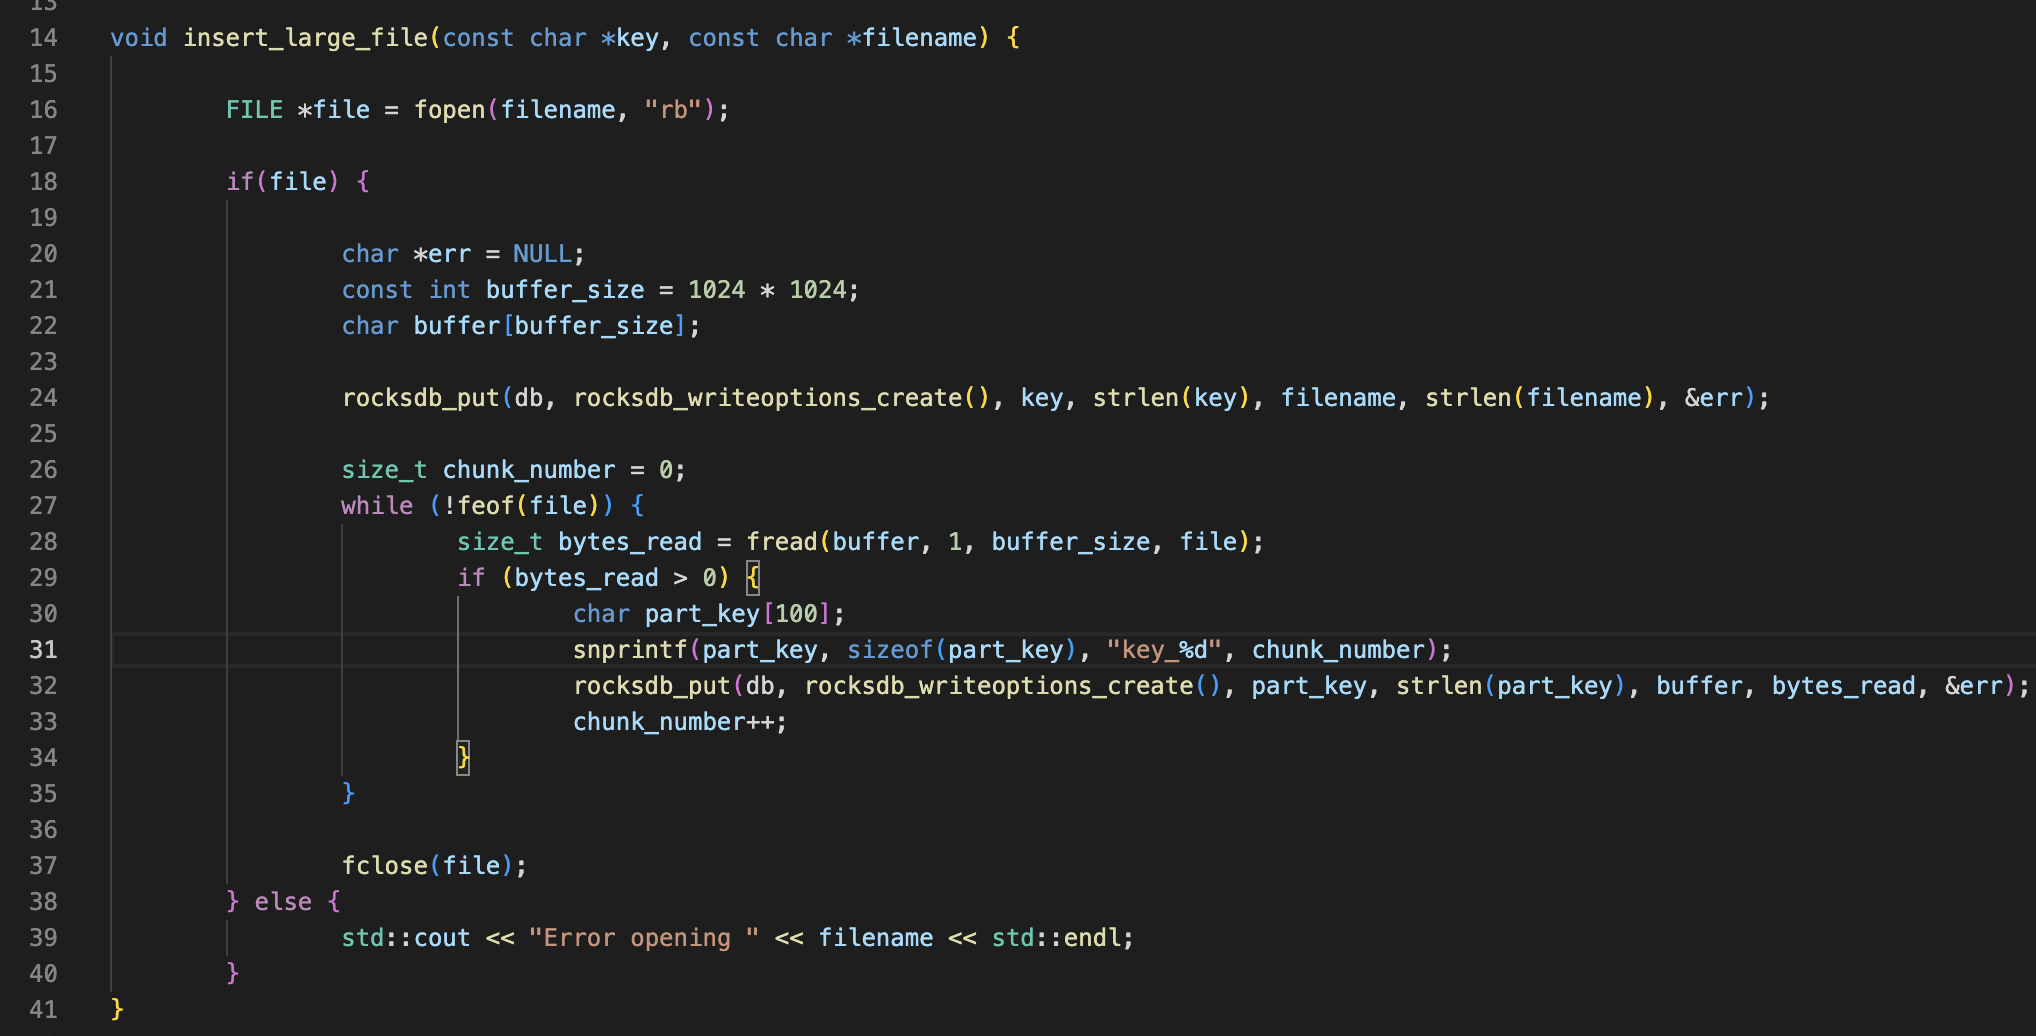 13
14 void insert_large_file(const char *key, const char *filename) {
15
16 FILE *file = fopen(filename, "rb");
17
18 if(file) {
19
20 char *err = NULL;
21 const int buffer_size = 1024 * 1024;
22 char buffer[buffer_size];
23
24 rocksdb_put(db, rocksdb_writeoptions_create(), key, strlen(key), filename, strlen(filename), &err);
25
26 size_t chunk_number = 0;
27 while (!feof(file)) {
28 size_t bytes_read = fread(buffer, 1, buffer_size, file);
29 if (bytes_read > 0) {
30 char part_key[100];
31 snprintf(part_key, sizeof(part_key), "key_%d", chunk_number);
32 rocksdb_put(db, rocksdb_writeoptions_create(), part_key, strlen(part_key), buffer, bytes_read, &err);
33 chunk_number++;
34 }
35 }
36
37 fclose(file);
38 } else {
39 std::cout << "Error opening " << filename << std::endl;
40 }
41 }